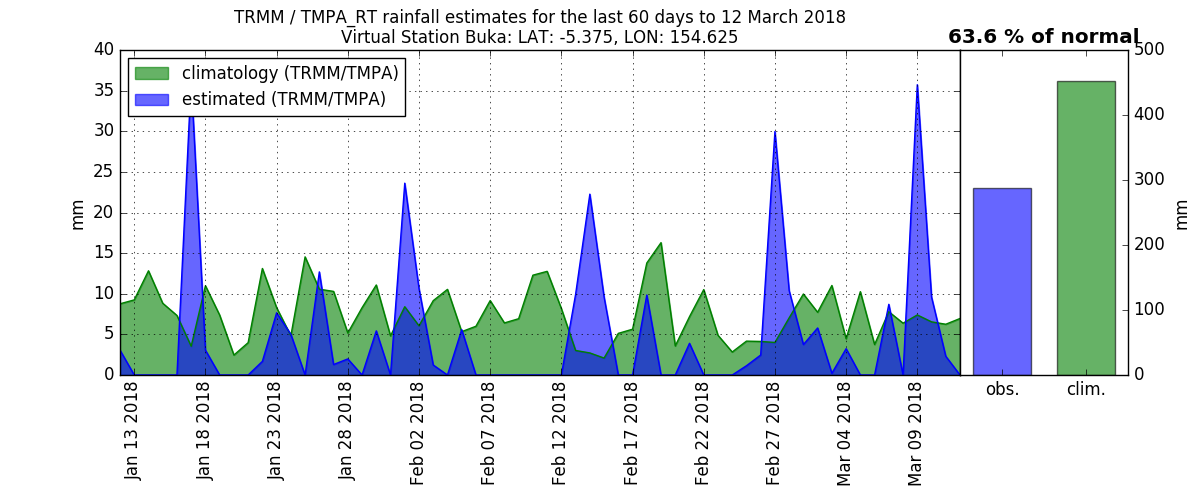 TRMM / TMPA_RT rainfall estimates for the last 60 days to 12 March 2018
Virtual Station Buka: LAT: -5.375, LON: 154.625
63.6 % of normal
climatology (TRMM/TMPA)
estimated (TRMM/TMPA)
40
35
30
25
20
15
10
5
0
mm
Jan 13 2018
Jan 18 2018
Jan 23 2018
Jan 28 2018
Feb 02 2018
Feb 07 2018
Feb 12 2018
Feb 17 2018
Feb 22 2018
Feb 27 2018
Mar 04 2018
Mar 09 2018
500
400
300
200
100
0
mm
obs.
clim.